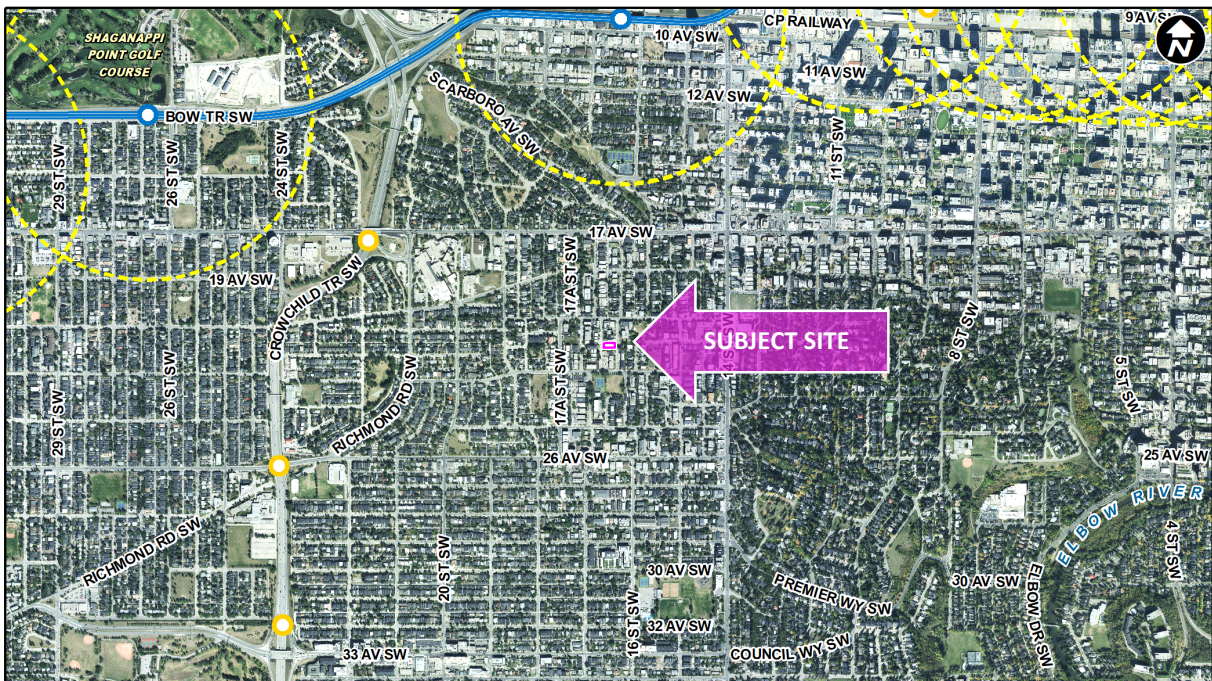 SHAGANAPPI
POINT GOLF
COURSE
CP RAILWAY
9 AV SW
N
10 AV SW
11 AV SW
12 AV SW
SCARBORO AV SW
BOW TR SW
29 ST SW
26 ST SW
24 ST SW
11 ST SW
17 AV SW
19 AV SW
CROWCHILD TR SW
17A ST SW
SUBJECT SITE
8 ST SW
5 ST SW
29 ST SW
26 ST SW
RICHMOND RD SW
17A ST SW
26 AV SW
25 AV SW
ELBOW RIVER
RICHMOND RD SW
20 ST SW
30 AV SW
PREMIER WY SW
30 AV SW
ELBOW DR SW
4 ST SW
16 ST SW
32 AV SW
33 AV SW
COUNCIL WY SW